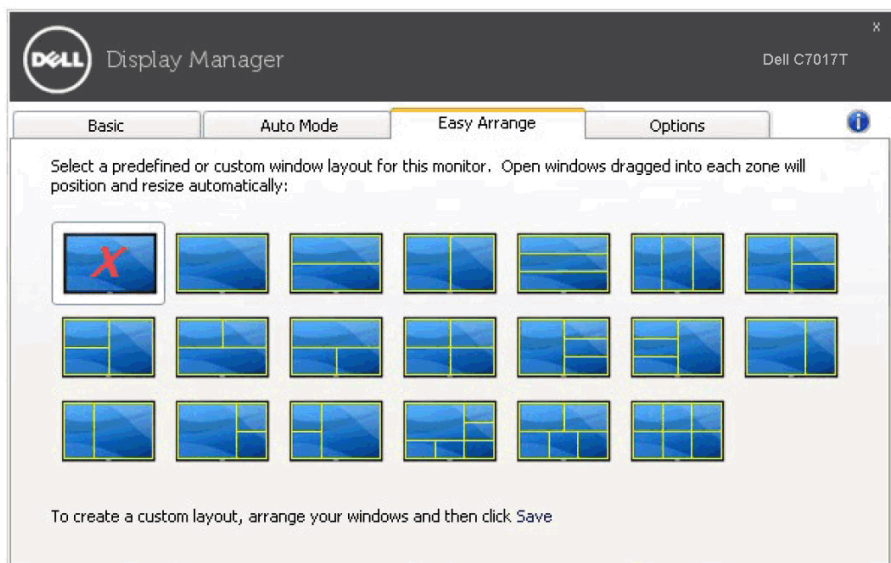 x
DELL Display Manager
Dell C7017T
Basic Auto Mode Easy Arrange Options
Select a predefined or custom window layout for this monitor. Open windows dragged into each zone will
position and resize automatically:
X
To create a custom layout, arrange your windows and then click Save